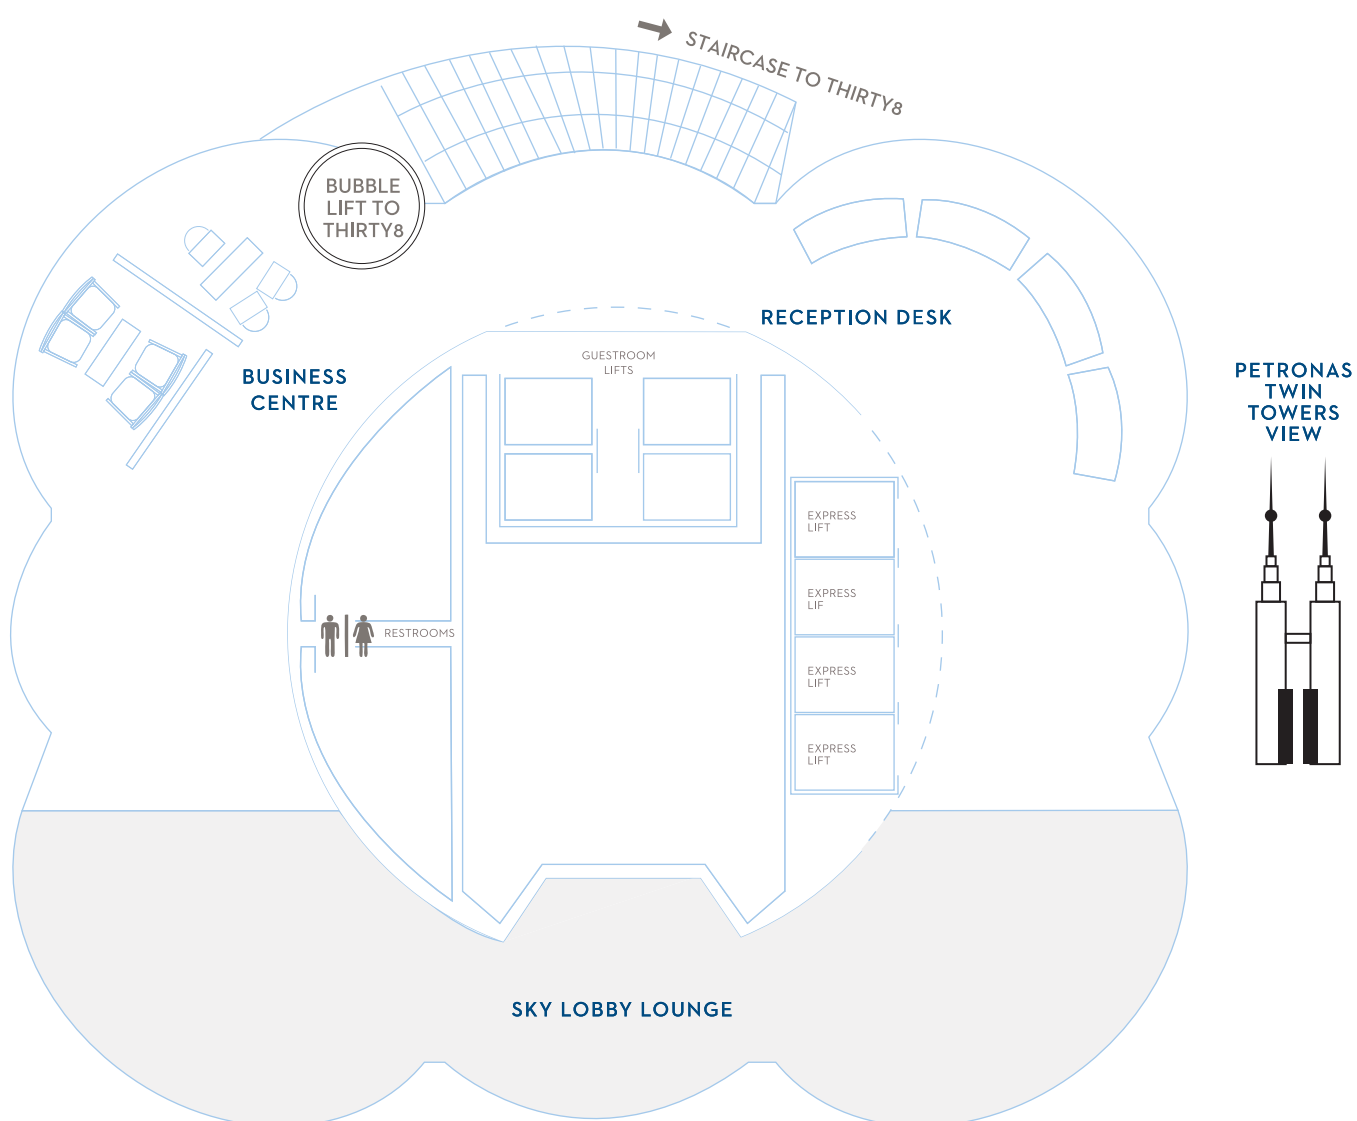 STAIRCASE TO THIRTY8
BUBBLE
LIFT TO
THIRTY8
RECEPTION DESK
GUESTROOM
LIFTS
BUSINESS
CENTRE
PETRONAS
TWIN
TOWERS
VIEW
EXPRESS
LIFT
EXPRESS
LIF
RESTROOMS
EXPRESS
LIFT
EXPRESS
LIFT
SKY LOBBY LOUNGE